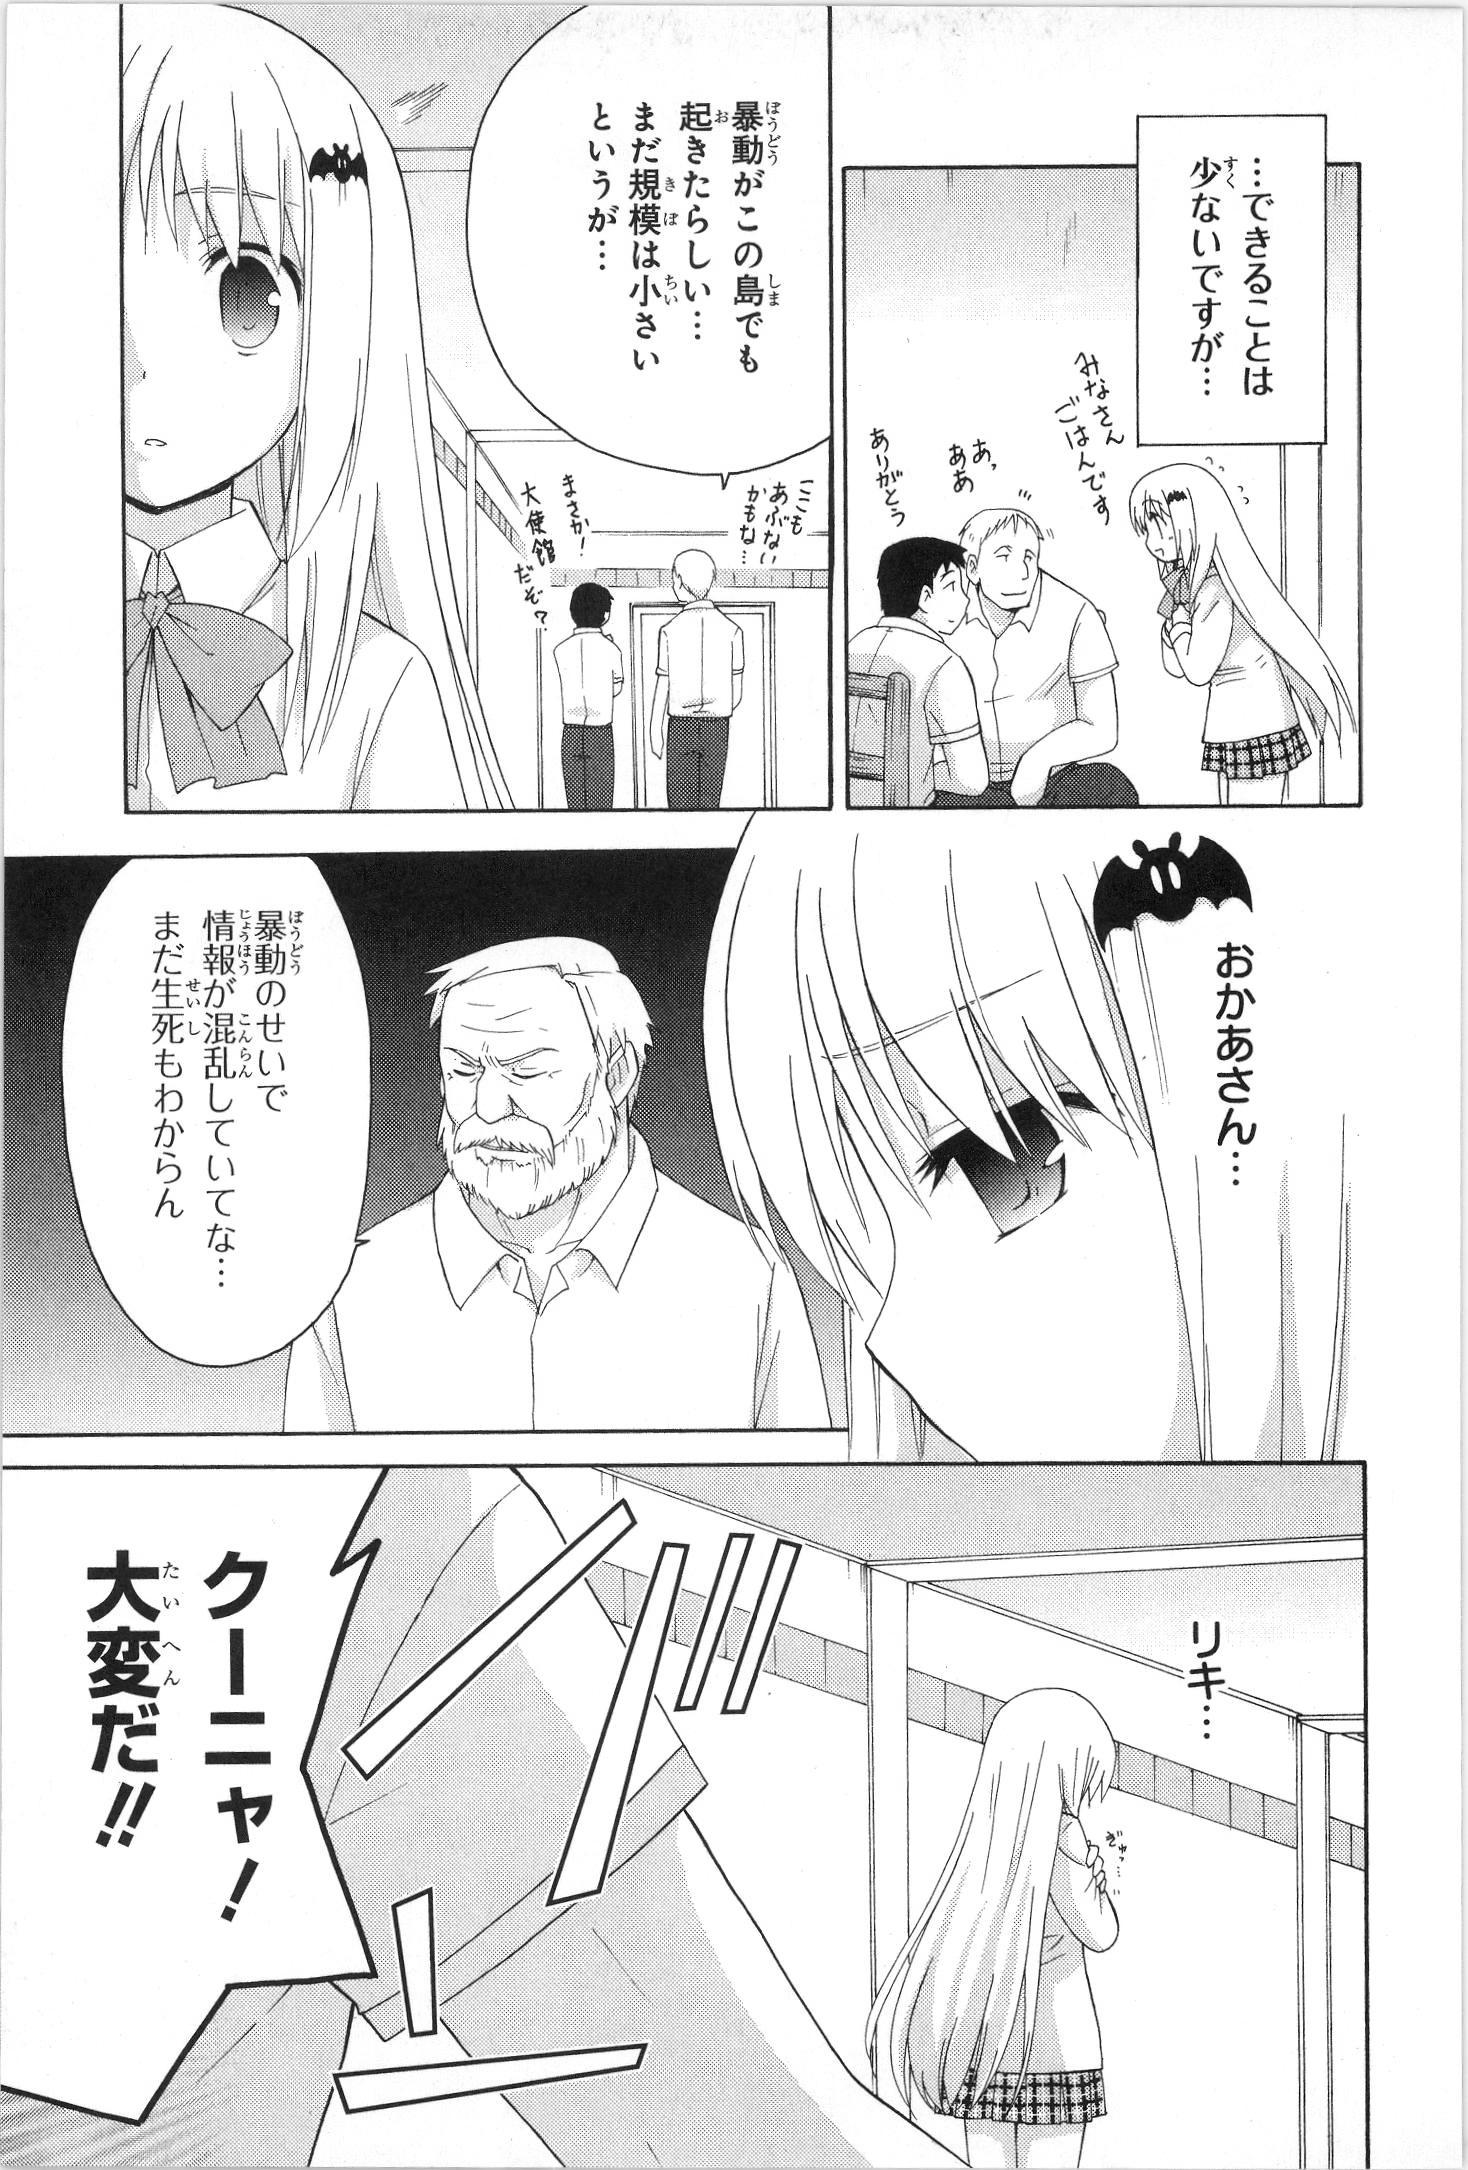 …できることは
少ないですが…
みなさん
ごはんです
あ、
ああ
ありがとう
暴動がこの島でも
起きたらしい…
まだ規模は小さい
というが…
ここも
あぶない
かもな…
まさか!
大使館
だぞ?
おかあさん…
暴動のせいで
情報が混乱していてな…
まだ生死もわからん
リキ…
ぎゅっ…
クーニャ!
大変だ!!